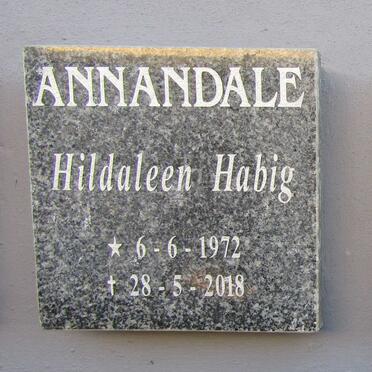 ANNANDALE
Hildaleen Habig
★ 6 - 6 - 1972
✝ 28 - 5 - 2018